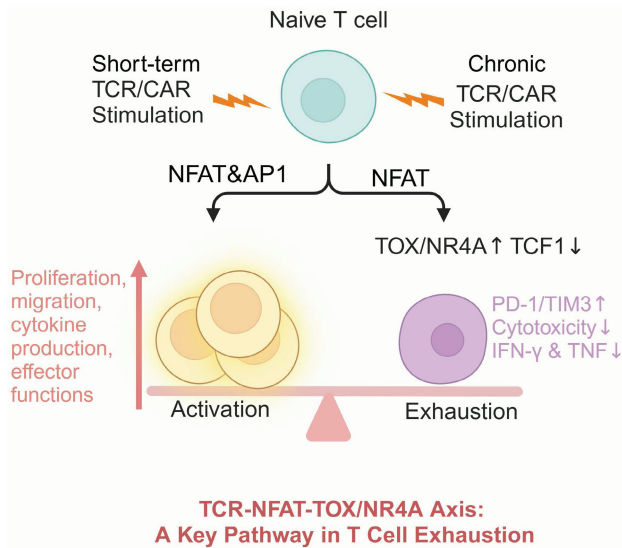 Naive T cell
Short-term
TCR/CAR
Stimulation
Chronic
TCR/CAR
Stimulation
NFAT&AP1
NFAT
TOX/NR4A↑ TCF1↓
Proliferation,
migration,
cytokine
production,
effector
functions
PD-1/TIM3↑
Cytotoxicity↓
IFN-γ & TNF↓
Activation
Exhaustion
TCR-NFAT-TOX/NR4A Axis:
A Key Pathway in T Cell Exhaustion